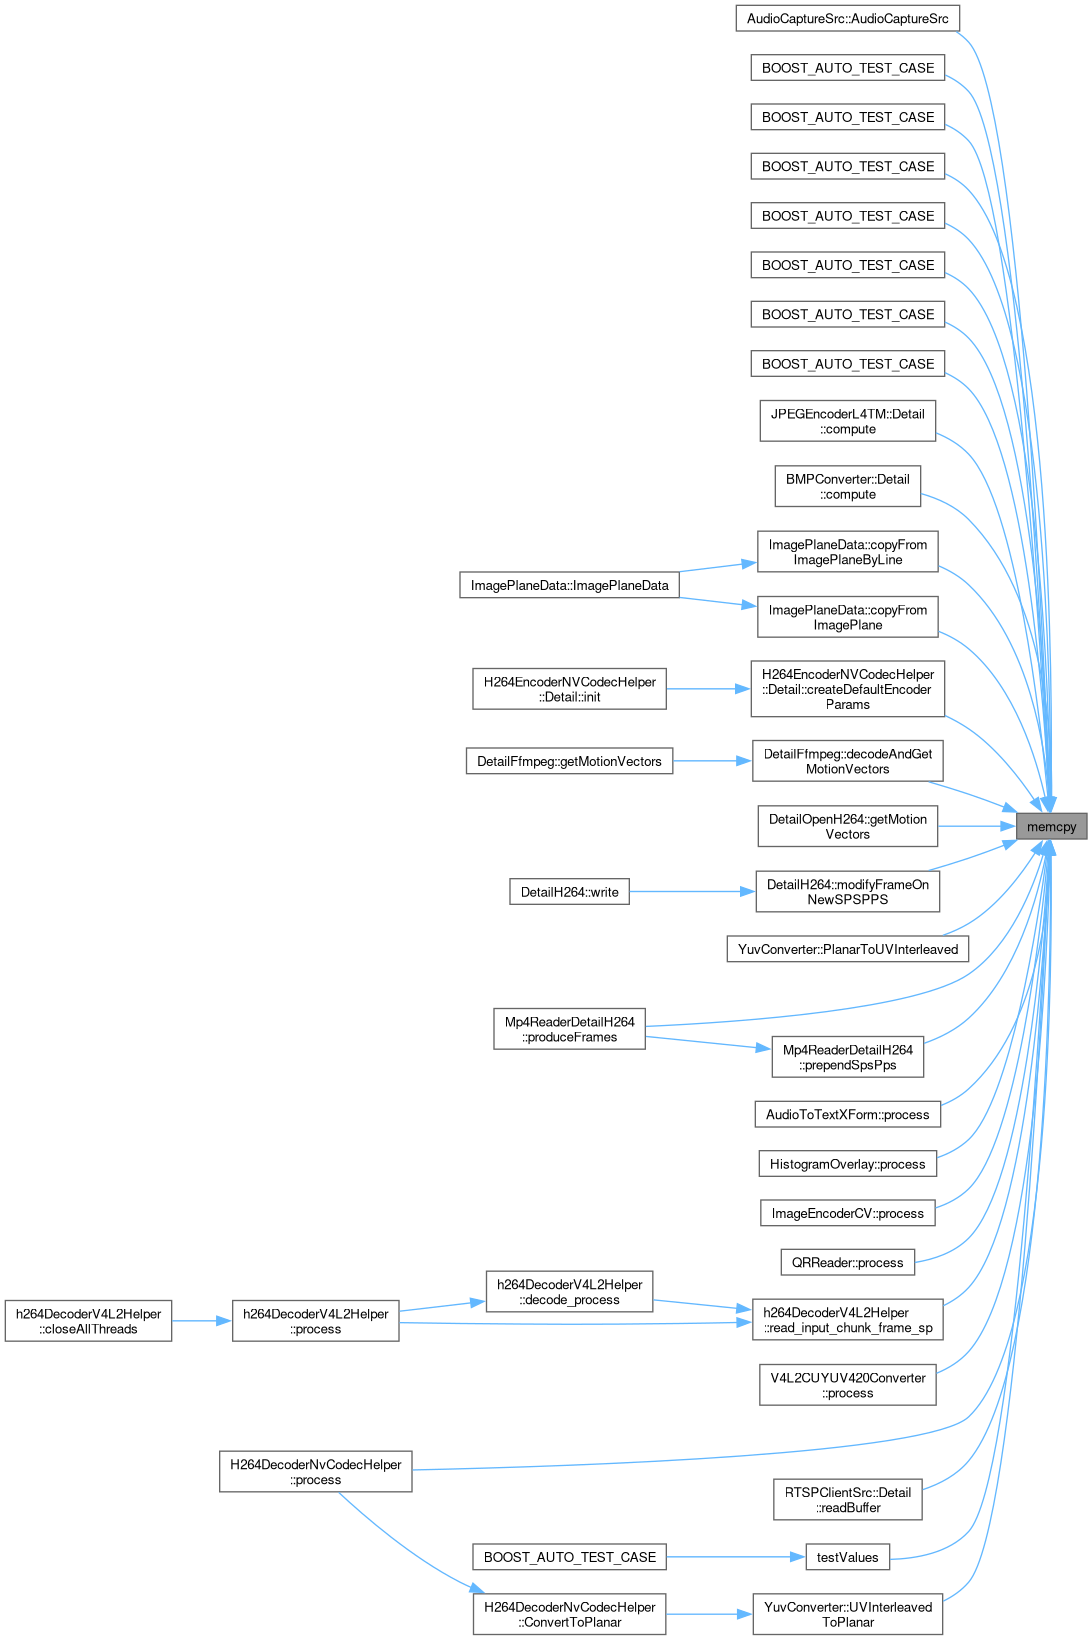 AudioCaptureSrc::AudioCaptureSrc
BOOST_AUTO_TEST_CASE
BOOST_AUTO_TEST_CASE
BOOST_AUTO_TEST_CASE
BOOST_AUTO_TEST_CASE
BOOST_AUTO_TEST_CASE
BOOST_AUTO_TEST_CASE
BOOST_AUTO_TEST_CASE
JPEGEncoderL4TM::Detail
::compute
BMPConverter::Detail
::compute
ImagePlaneData::copyFrom
ImagePlaneByLine
ImagePlaneData::ImagePlaneData
ImagePlaneData::copyFrom
ImagePlane
H264EncoderNVCodecHelper
::Detail::createDefaultEncoder
Params
H264EncoderNVCodecHelper
::Detail::init
DetailFfmpeg::decodeAndGet
MotionVectors
DetailFfmpeg::getMotionVectors
DetailOpenH264::getMotion
Vectors
memcpy
DetailH264::modifyFrameOn
NewSPSPPS
DetailH264::write
YuvConverter::PlanarToUVInterleaved
Mp4ReaderDetailH264
::produceFrames
Mp4ReaderDetailH264
::prependSpsPps
AudioToTextXForm::process
HistogramOverlay::process
ImageEncoderCV::process
QRReader::process
h264DecoderV4L2Helper
::decode_process
h264DecoderV4L2Helper
::closeAllThreads
h264DecoderV4L2Helper
::process
h264DecoderV4L2Helper
::read_input_chunk_frame_sp
V4L2CUYUV420Converter
::process
H264DecoderNvCodecHelper
::process
RTSPClientSrc::Detail
::readBuffer
BOOST_AUTO_TEST_CASE
testValues
H264DecoderNvCodecHelper
::ConvertToPlanar
YuvConverter::UVInterleaved
ToPlanar